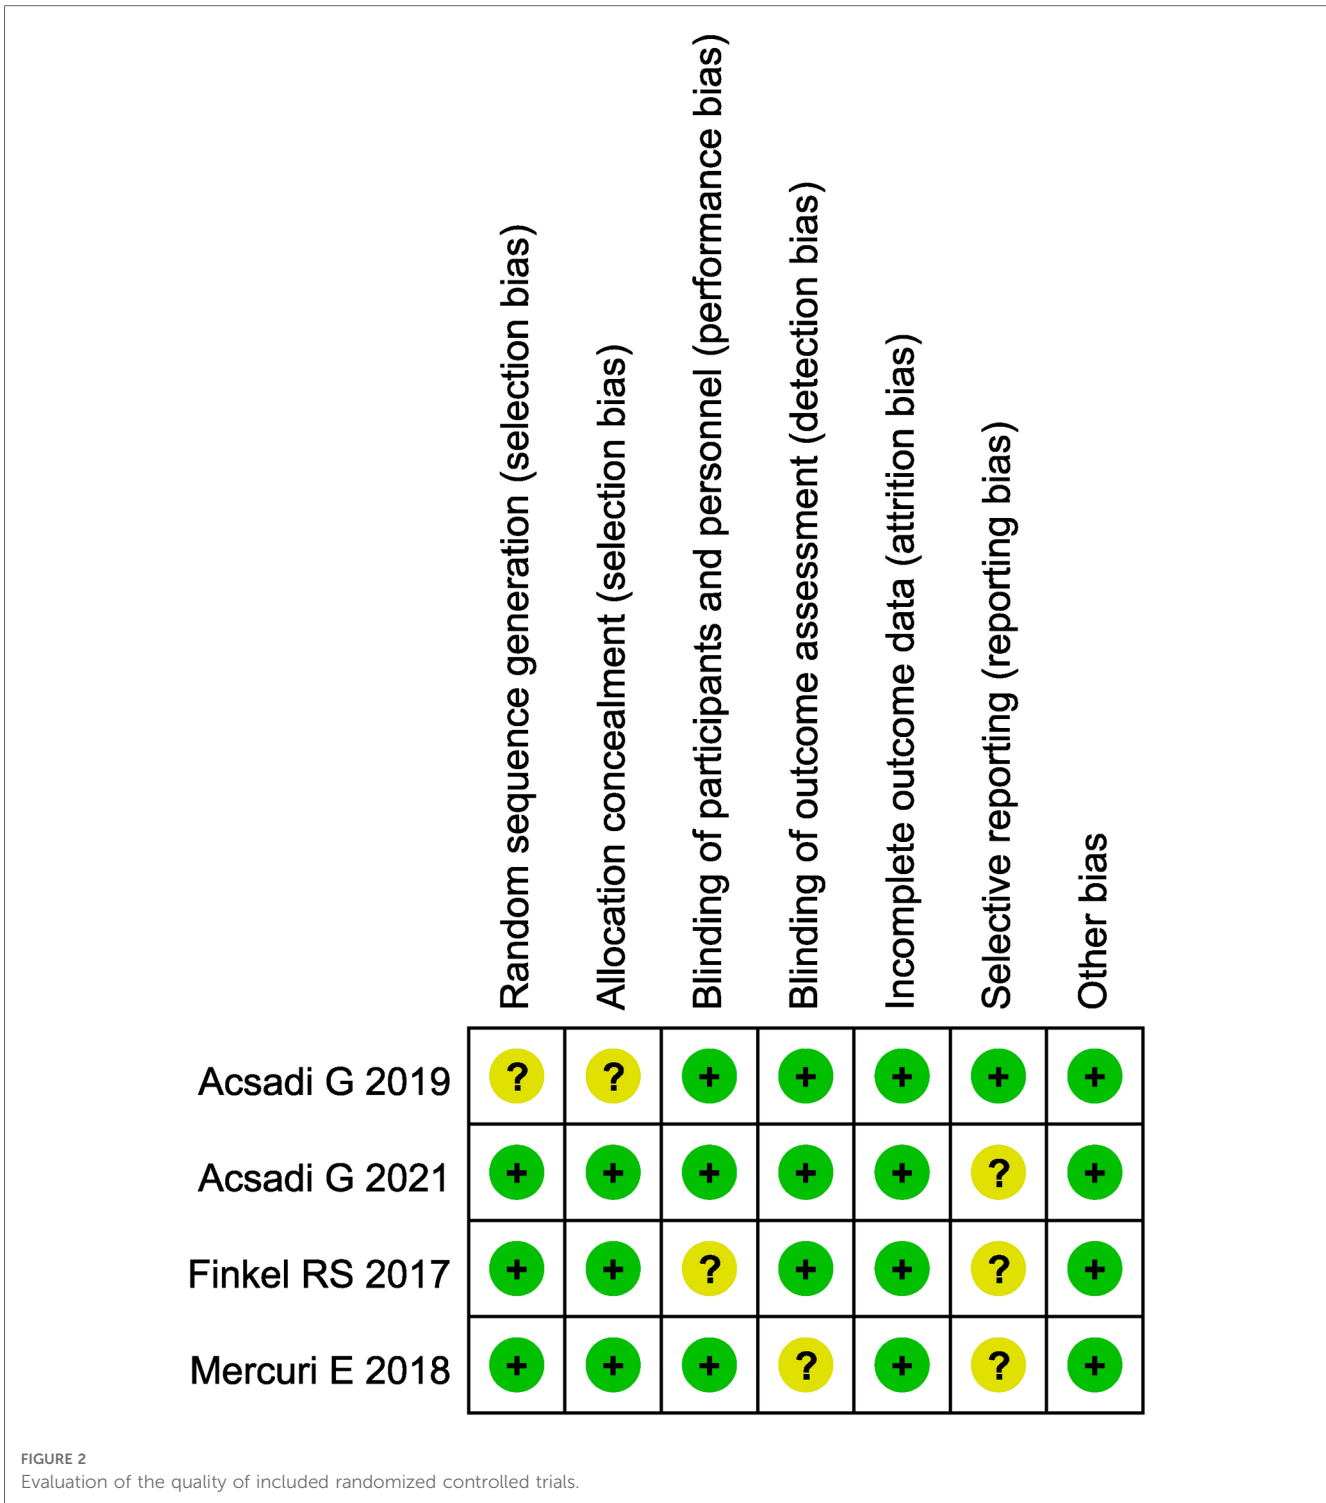 Random sequence generation (selection bias)
Allocation concealment (selection bias)
Blinding of participants and personnel (performance bias)
Blinding of outcome assessment (detection bias)
Incomplete outcome data (attrition bias)
Selective reporting (reporting bias)
Other bias
Acsadi G 2019 ? ? + + + + +
Acsadi G 2021 + + + + + ? +
Finkel RS 2017 + + ? + + ? +
Mercuri E 2018 + + + ? + ? +
FIGURE 2
Evaluation of the quality of included randomized controlled trials.